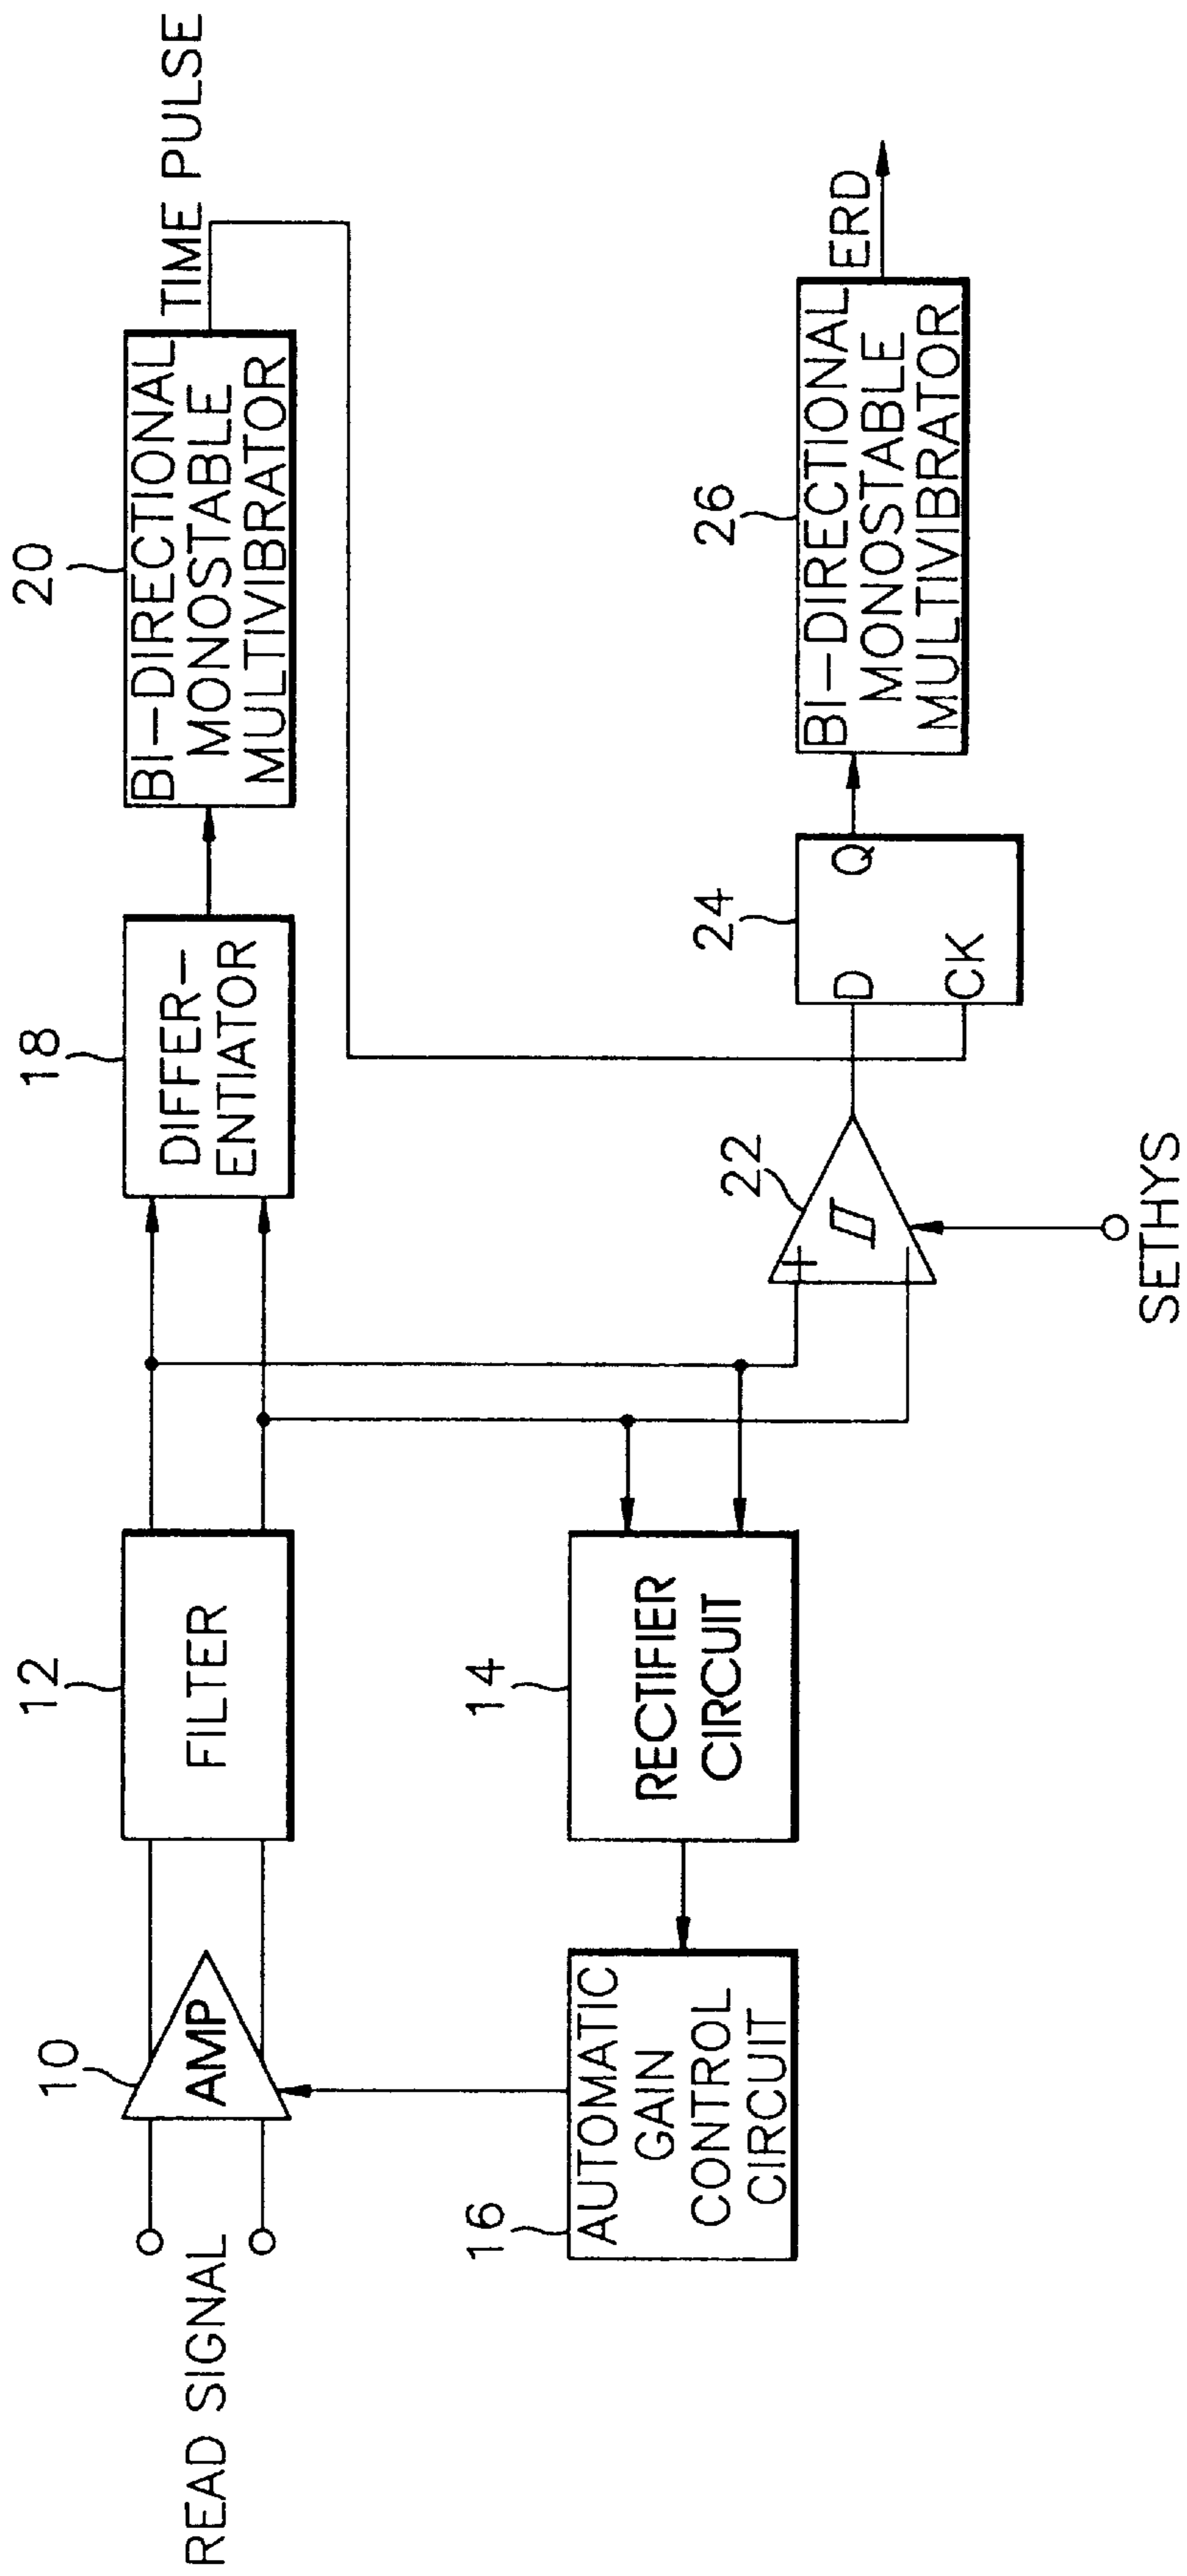 READ SIGNAL
10
AMP
12
FILTER
18
DIFFER-
ENTIATOR
20
BI-DIRECTIONAL
MONOSTABLE
MULTIVIBRATOR
TIME PULSE
16
AUTOMATIC
GAIN
CONTROL
CIRCUIT
14
RECTIFIER
CIRCUIT
22
+
-
SETHYS
24
D
Q
CK
26
BI-DIRECTIONAL
MONOSTABLE
MULTIVIBRATOR
ERD